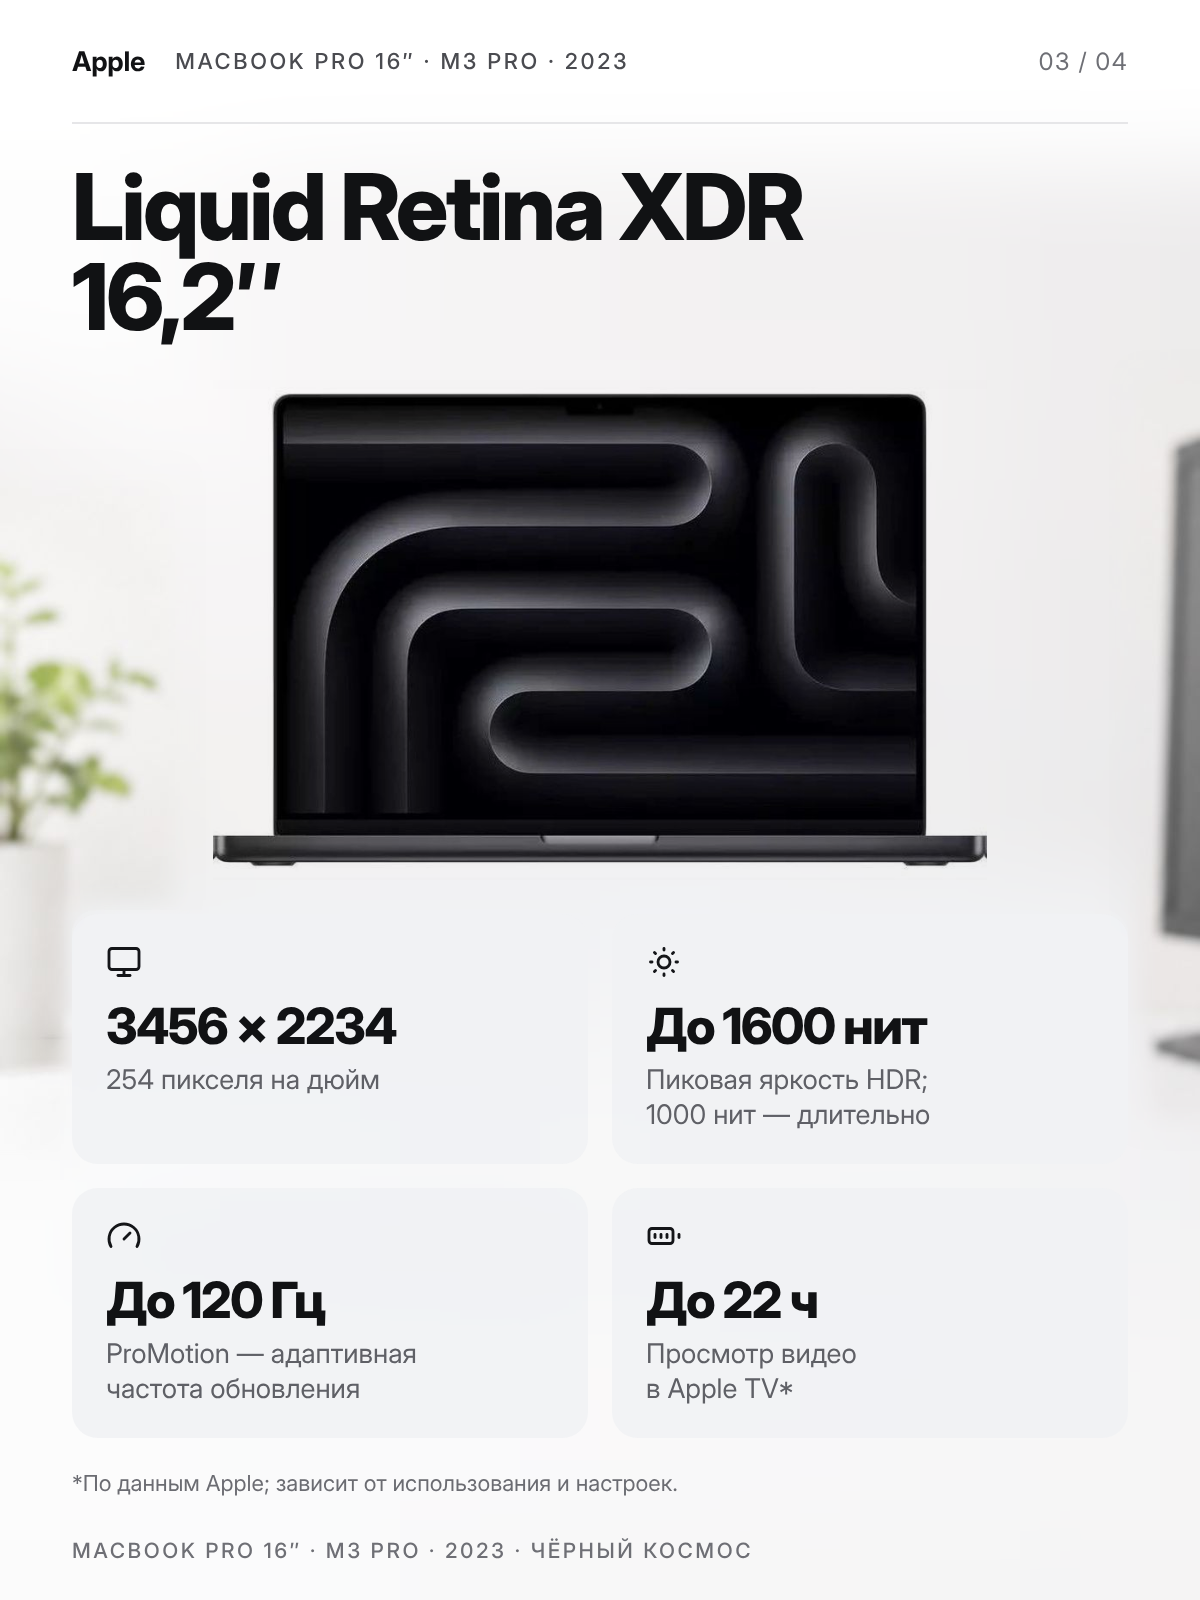 Apple MACBOOK PRO 16″ · M3 PRO · 2023 03 / 04
Liquid Retina XDR
16,2″
3456 × 2234
254 пикселя на дюйм
До 1600 нит
Пиковая яркость HDR;
1000 нит — длительно
До 120 Гц
ProMotion — адаптивная
частота обновления
До 22 ч
Просмотр видео
в Apple TV*
*По данным Apple; зависит от использования и настроек.
MACBOOK PRO 16″ · M3 PRO · 2023 · ЧЁРНЫЙ КОСМОС